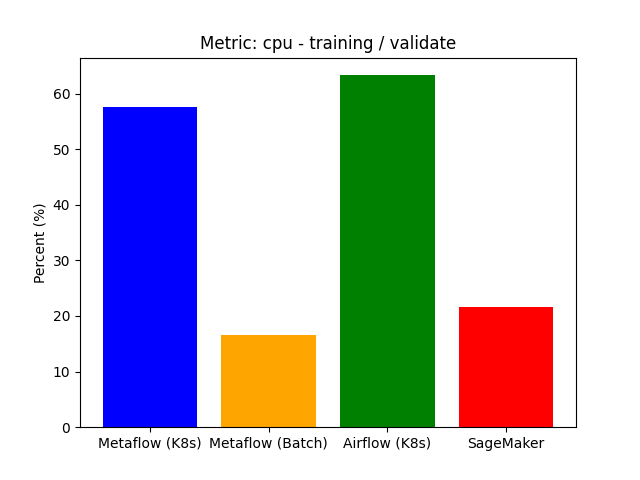 Metric: cpu - training / validate
Percent (%)
60
50
40
30
20
10
0
Metaflow (K8s) Metaflow (Batch) Airflow (K8s) SageMaker